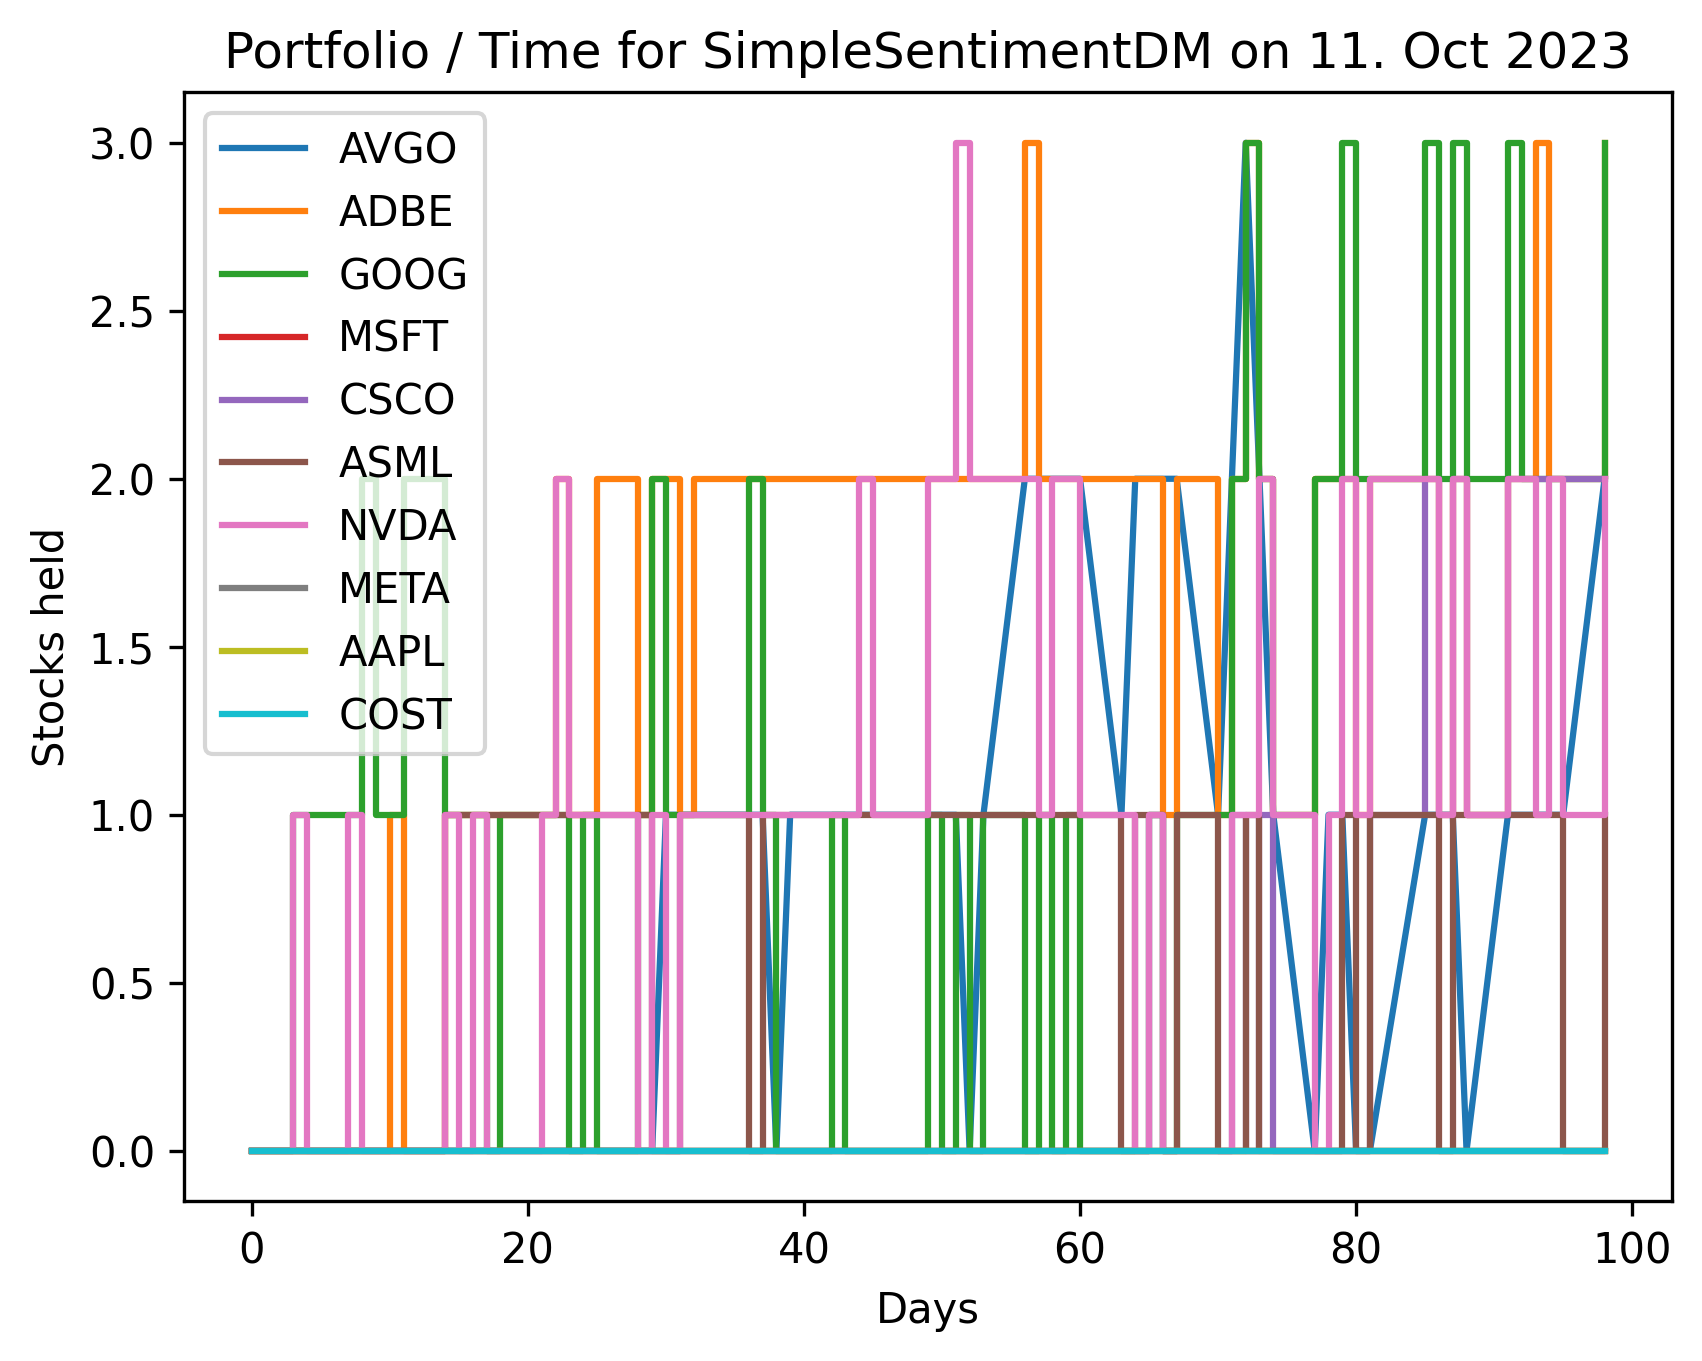 Portfolio / Time for SimpleSentimentDM on 11. Oct 2023
3.0
2.5
2.0
1.5
1.0
0.5
0.0
Stocks held
AVGO
ADBE
GOOG
MSFT
CSCO
ASML
NVDA
META
AAPL
COST
0
20
40
60
80
100
Days